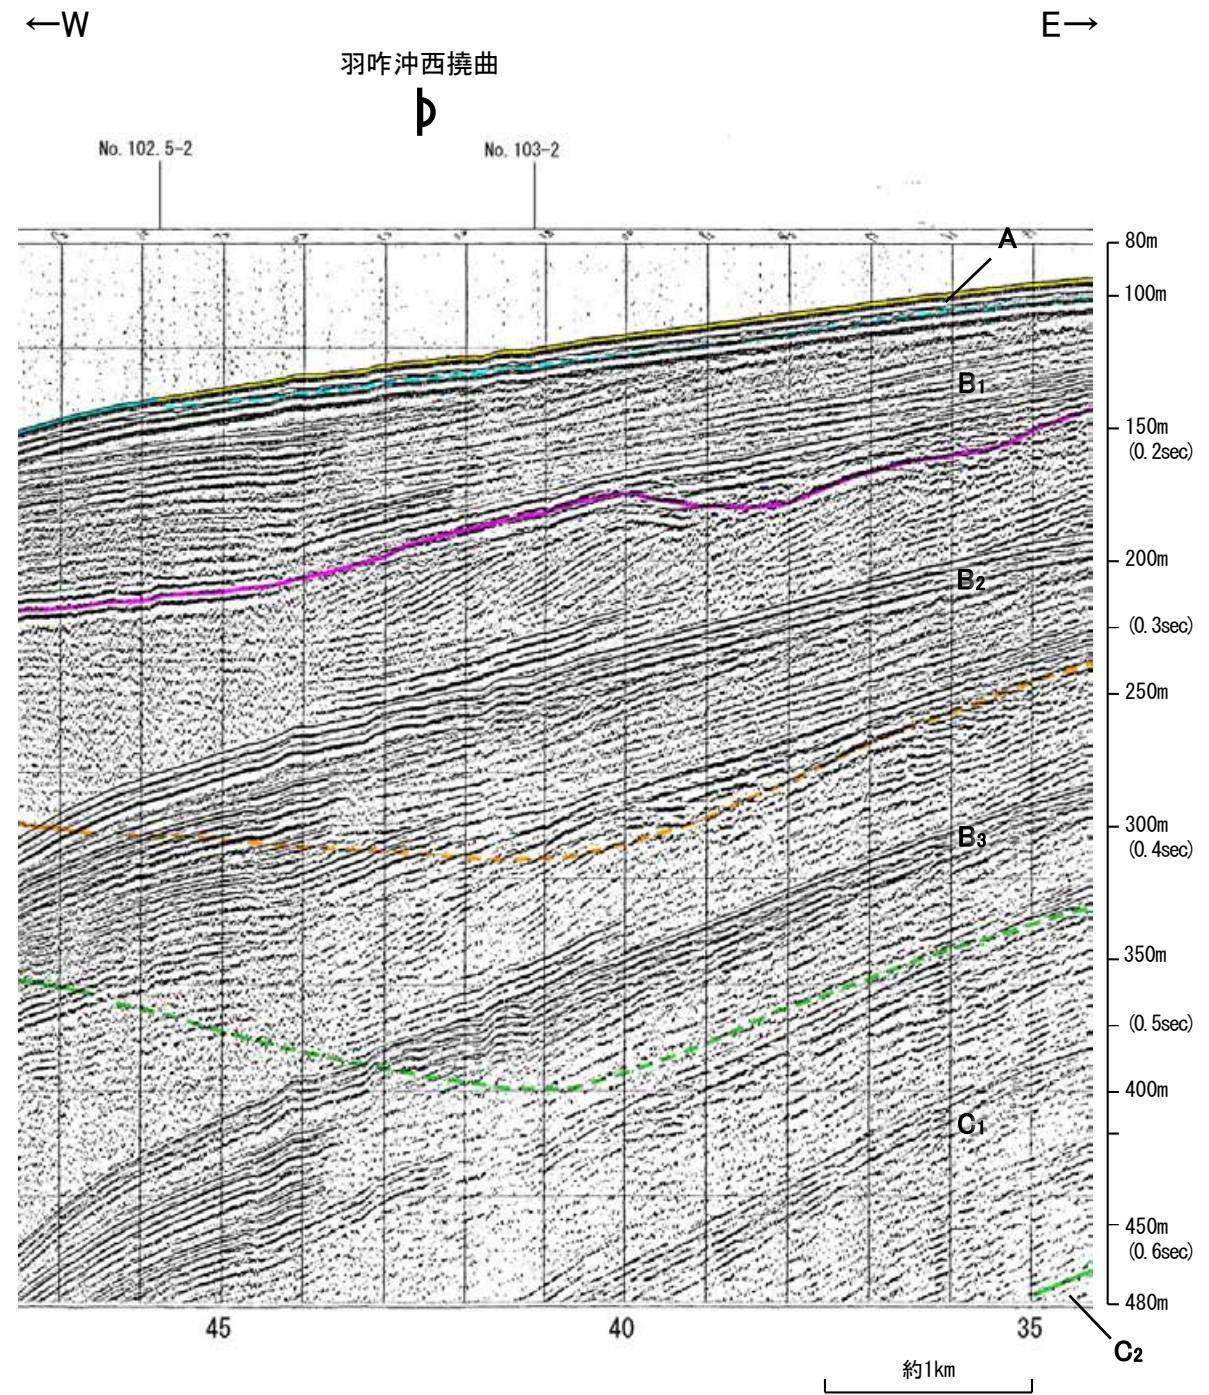 ←W
E→
羽咋沖西撓曲
No. 102.5-2
No. 103-2
A
80m
100m
B1
150m
(0.2sec)
200m
B2
(0.3sec)
250m
300m
B3
(0.4sec)
350m
(0.5sec)
400m
C1
450m
(0.6sec)
480m
45
40
35
C2
約1km